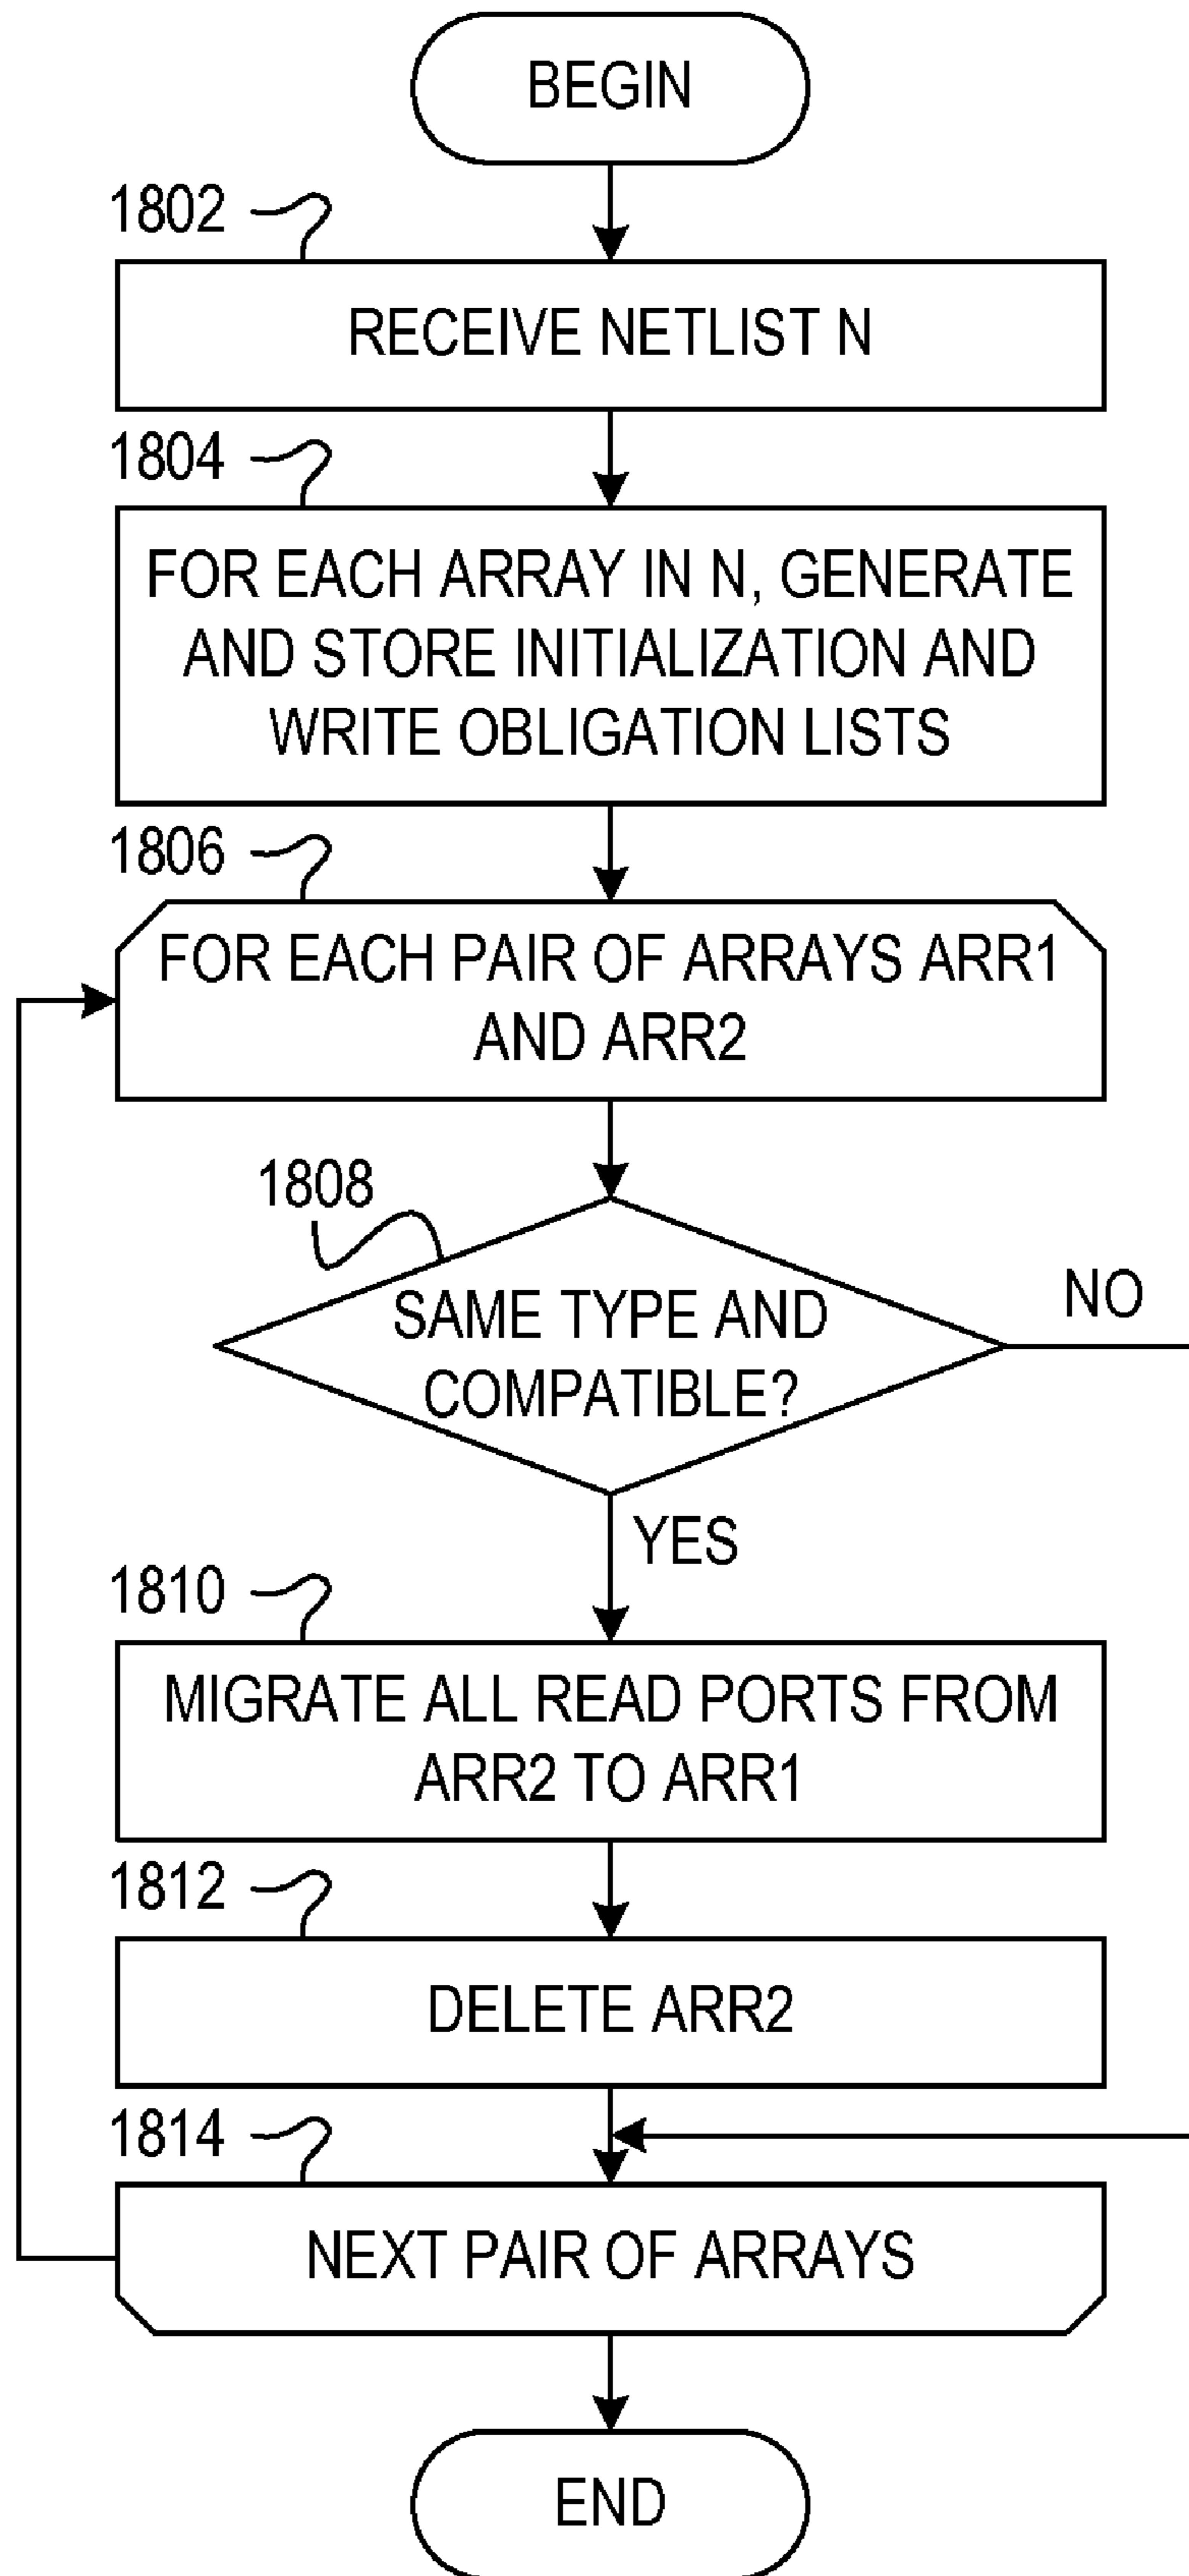 BEGIN
1802
RECEIVE NETLIST N
1804
FOR EACH ARRAY IN N, GENERATE
AND STORE INITIALIZATION AND
WRITE OBLIGATION LISTS
1806
FOR EACH PAIR OF ARRAYS ARR1
AND ARR2
1808
SAME TYPE AND
COMPATIBLE?
NO
YES
1810
MIGRATE ALL READ PORTS FROM
ARR2 TO ARR1
1812
DELETE ARR2
1814
NEXT PAIR OF ARRAYS
END